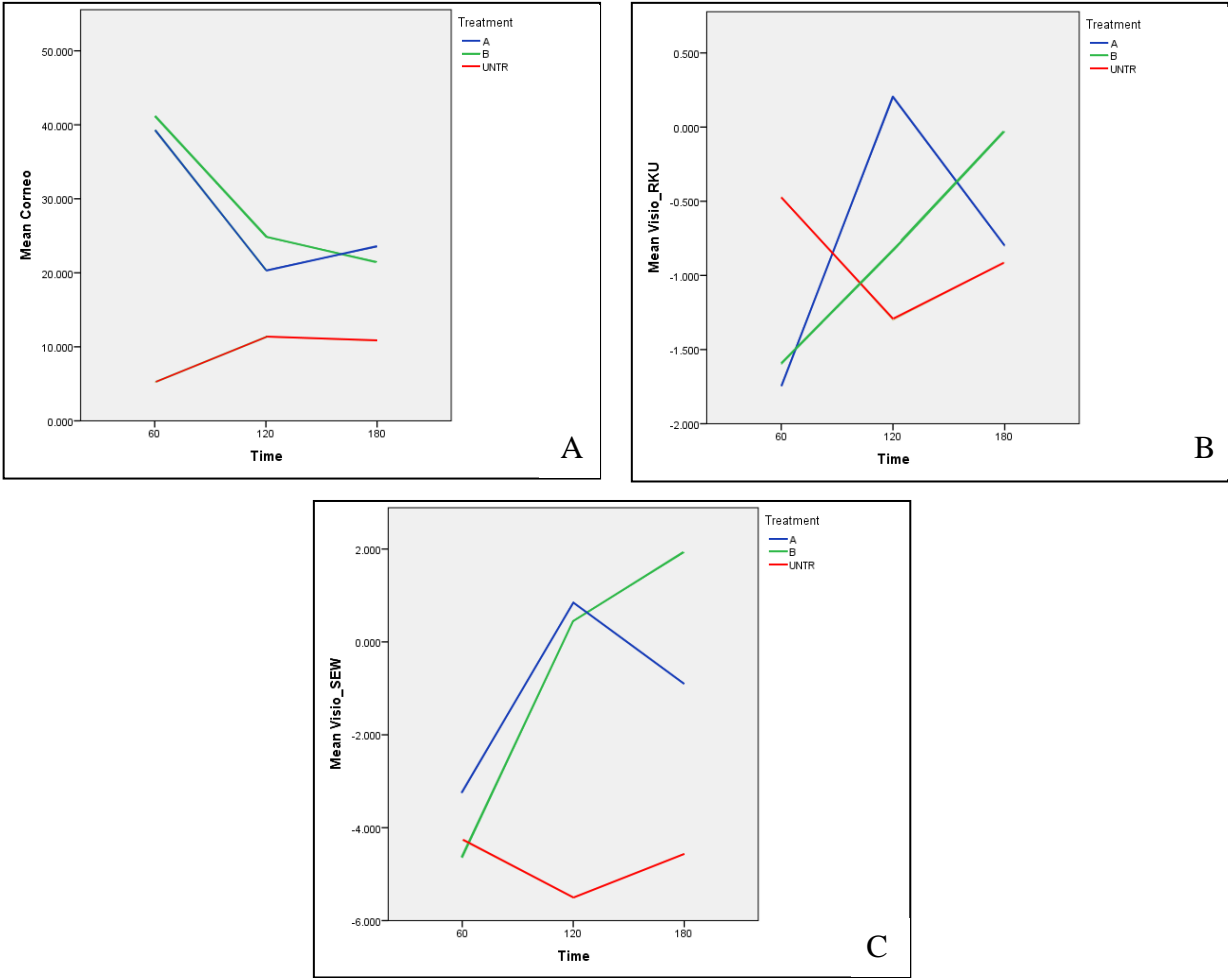 Treatment
A
B
UNTR
50.000
40.000
30.000
20.000
10.000
0.000
Mean Corneo
60 120 180
Time
A
Treatment
A
B
UNTR
0.500
0.000
-0.500
-1.000
-1.500
-2.000
Mean Visio_RKU
60 120 180
Time
B
Treatment
A
B
UNTR
2.000
0.000
-2.000
-4.000
-6.000
Mean Visio_SEW
60 120 180
Time
C